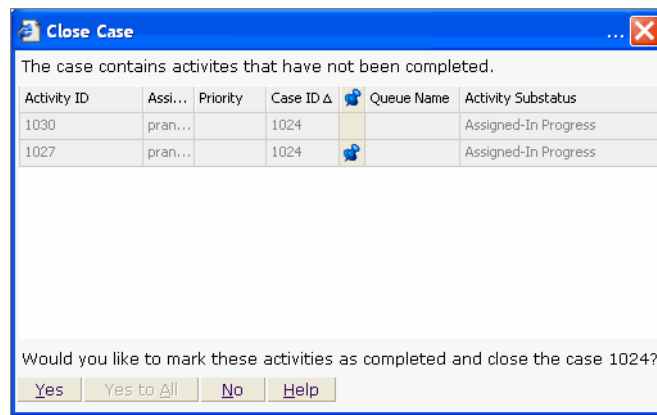 Close Case ...
The case contains activites that have not been completed.
Activity ID Assi... Priority Case ID Δ Queue Name Activity Substatus
1030 pran... 1024 Assigned-In Progress
1027 pran... 1024 Assigned-In Progress
Would you like to mark these activities as completed and close the case 1024?
Yes Yes to All No Help